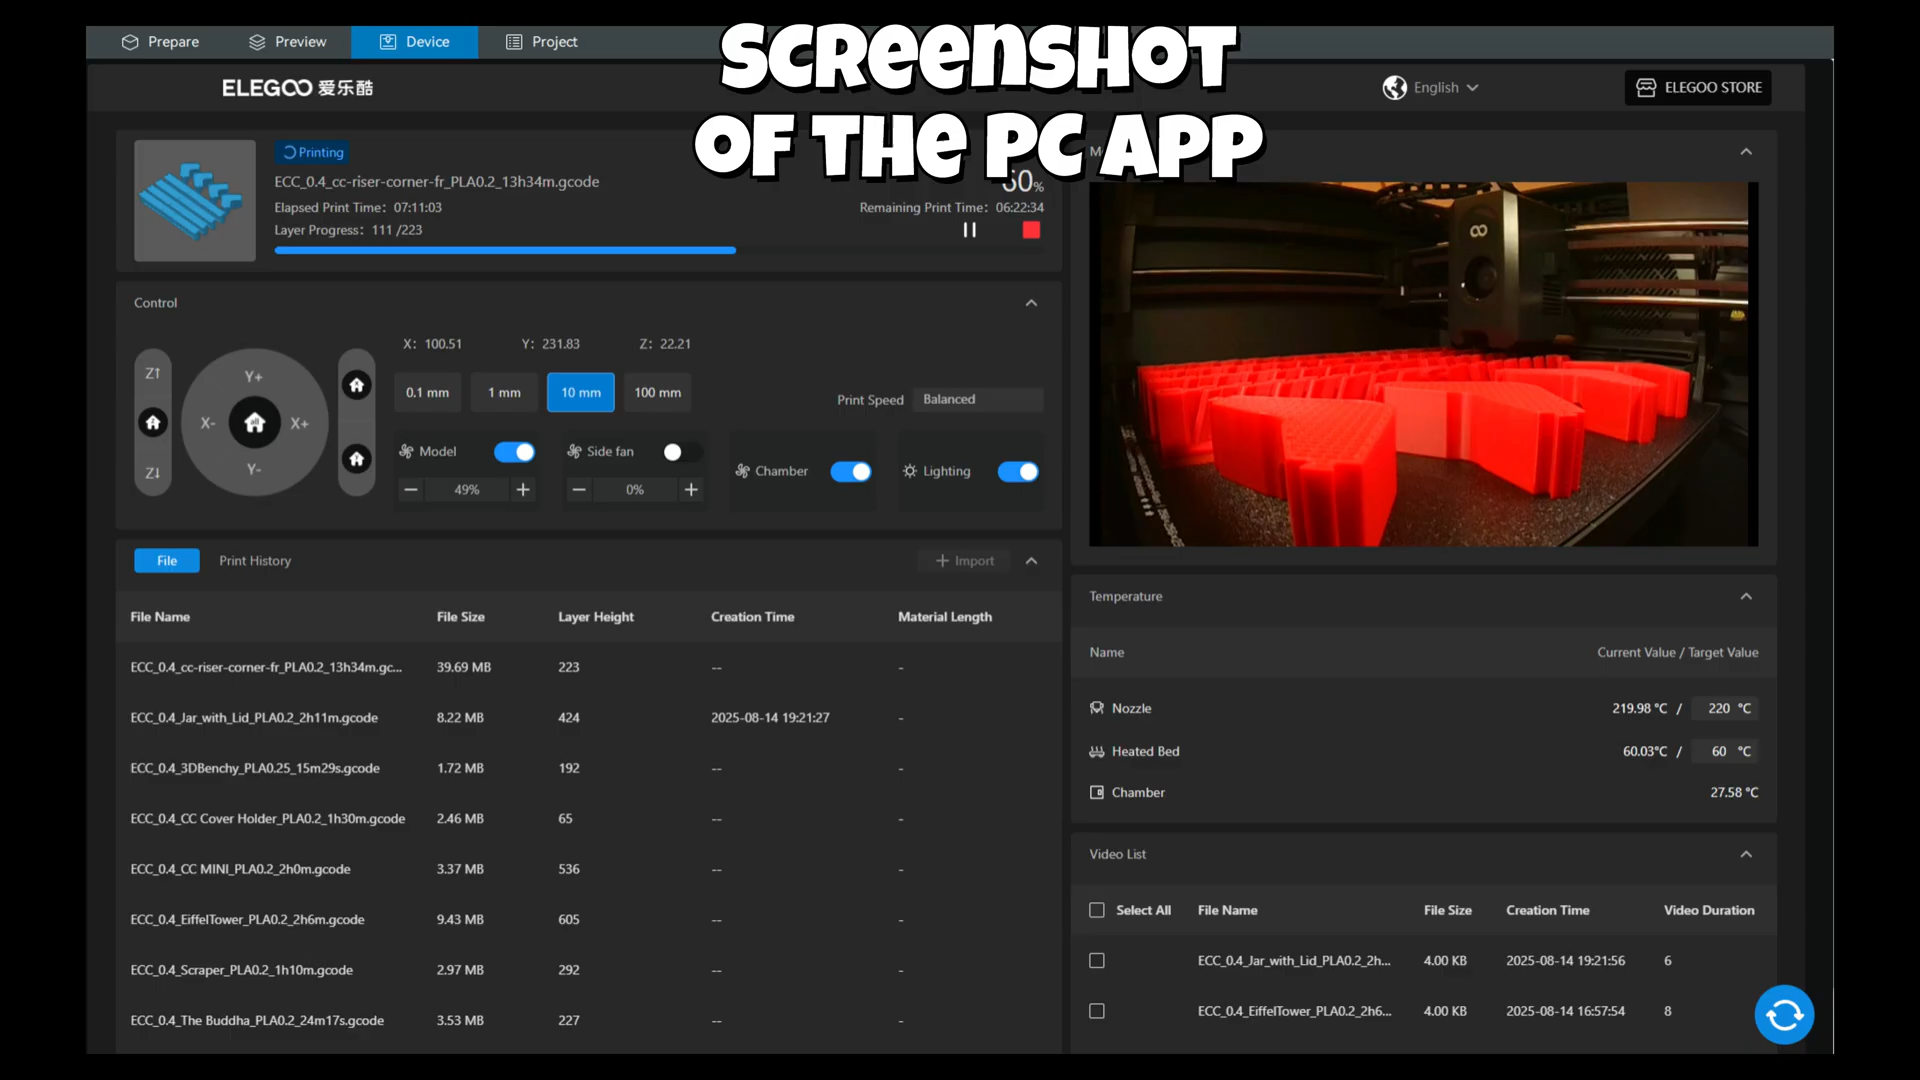 SCREENSHOT
OF THE PC APP
Prepare
Preview
Device
Project
ELEGOO 爱乐酷
English
ELEGOO STORE
Printing
ECC_0.4_cc-riser-corner-fr_PLA0.2_13h34m.gcode
Elapsed Print Time: 07:11:03
Remaining Print Time: 06:22:34
Layer Progress: 111 /223
Control
X: 100.51 Y: 231.83 Z: 22.21
Z↑
Z↓
Y+
X-
all
X+
Y-
0.1 mm
1 mm
10 mm
100 mm
Print Speed Balanced
Model
Side fan
Chamber
Lighting
— 49% +
— 0% +
File
Print History
+ Import
File Name File Size Layer Height Creation Time Material Length
ECC_0.4_cc-riser-corner-fr_PLA0.2_13h34m.gc... 39.69 MB 223 -- -
ECC_0.4_Jar_with_Lid_PLA0.2_2h11m.gcode 8.22 MB 424 2025-08-14 19:21:27 -
ECC_0.4_3DBenchy_PLA0.25_15m29s.gcode 1.72 MB 192 -- -
ECC_0.4_CC Cover Holder_PLA0.2_1h30m.gcode 2.46 MB 65 -- -
ECC_0.4_CC MINI_PLA0.2_2h0m.gcode 3.37 MB 536 -- -
ECC_0.4_EiffelTower_PLA0.2_2h6m.gcode 9.43 MB 605 -- -
ECC_0.4_Scraper_PLA0.2_1h10m.gcode 2.97 MB 292 -- -
ECC_0.4_The Buddha_PLA0.2_24m17s.gcode 3.53 MB 227 -- -
Temperature
Name Current Value / Target Value
Nozzle 219.98 ℃ / 220 ℃
Heated Bed 60.03℃ / 60 ℃
Chamber 27.58 ℃
Video List
Select All File Name File Size Creation Time Video Duration
ECC_0.4_Jar_with_Lid_PLA0.2_2h... 4.00 KB 2025-08-14 19:21:56 6
ECC_0.4_EiffelTower_PLA0.2_2h6... 4.00 KB 2025-08-14 16:57:54 8